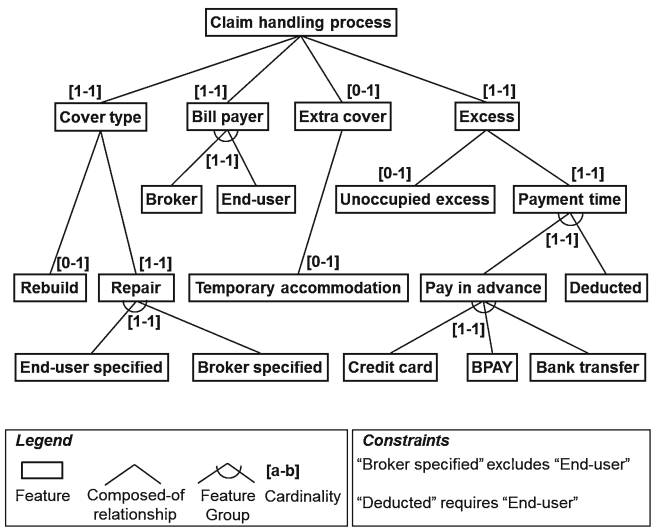 Claim handling process
[1-1] [1-1] [0-1] [1-1]
Cover type Bill payer Extra cover Excess
[1-1] [0-1] [1-1]
Broker End-user Unoccupied excess Payment time
[1-1]
[0-1] [1-1] [0-1]
Rebuild Repair Temporary accommodation Pay in advance Deducted
[1-1] [1-1]
End-user specified Broker specified Credit card BPAY Bank transfer
Legend
[a-b]
Feature Composed-of relationship Feature Group Cardinality
Constraints
“Broker specified” excludes “End-user”
“Deducted” requires “End-user”